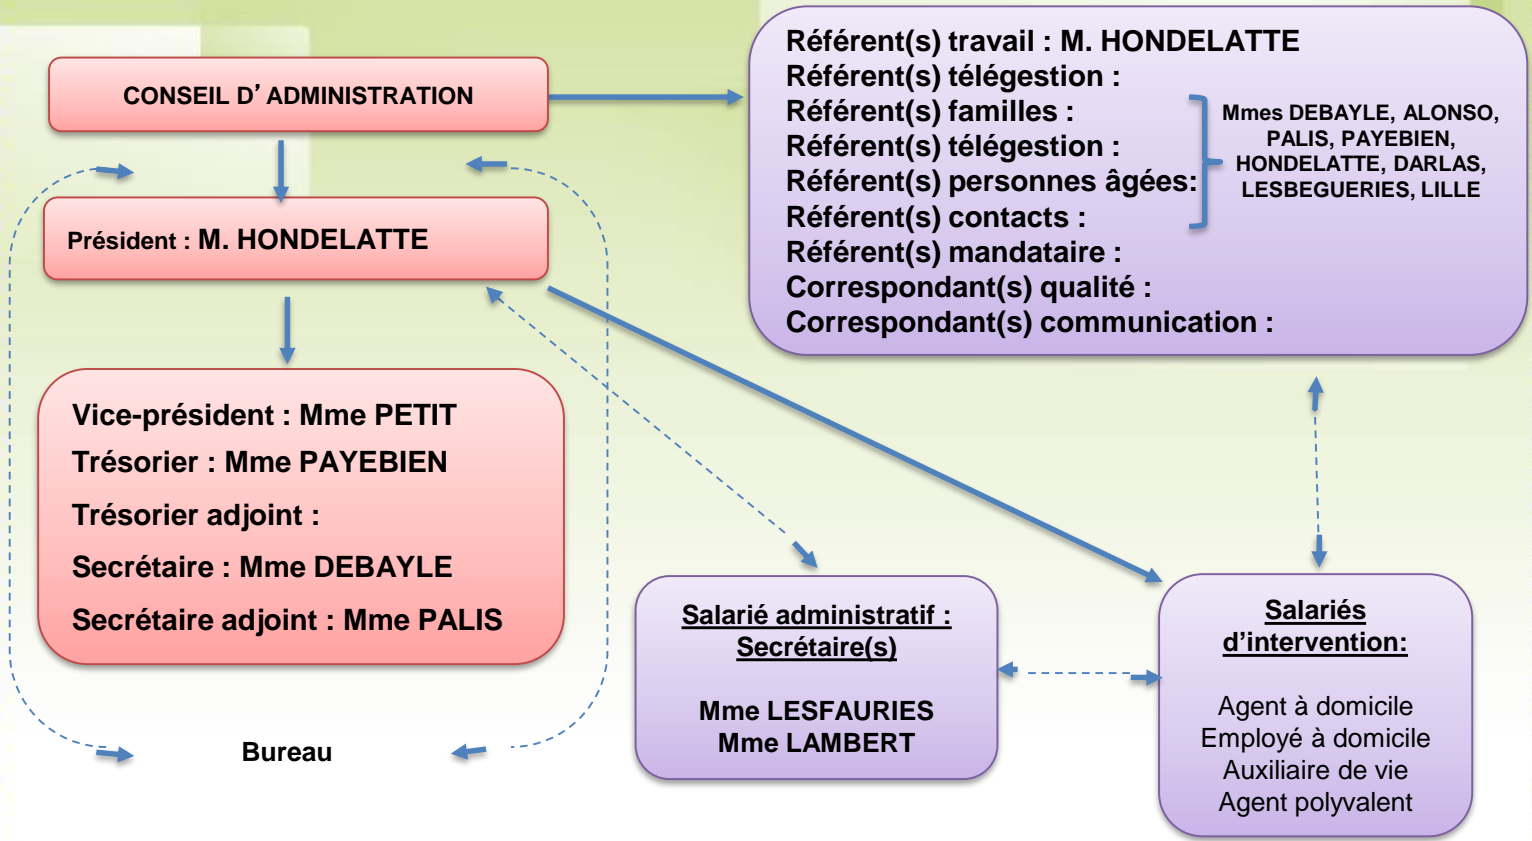 CONSEIL D’ADMINISTRATION
Président : M. HONDELATTE
Vice-président : Mme PETIT
Trésorier : Mme PAYEBIEN
Trésorier adjoint :
Secrétaire : Mme DEBAYLE
Secrétaire adjoint : Mme PALIS
Bureau
Référent(s) travail : M. HONDELATTE
Référent(s) télégestion :
Référent(s) familles :
Référent(s) télégestion :
Référent(s) personnes âgées:
Référent(s) contacts :
Référent(s) mandataire :
Correspondant(s) qualité :
Correspondant(s) communication :
Mmes DEBAYLE, ALONSO,
PALIS, PAYEBIEN,
HONDELATTE, DARLAS,
LESBEGUERIES, LILLE
Salarié administratif :
Secrétaire(s)
Mme LESFAURIES
Mme LAMBERT
Salariés
d’intervention:
Agent à domicile
Employé à domicile
Auxiliaire de vie
Agent polyvalent